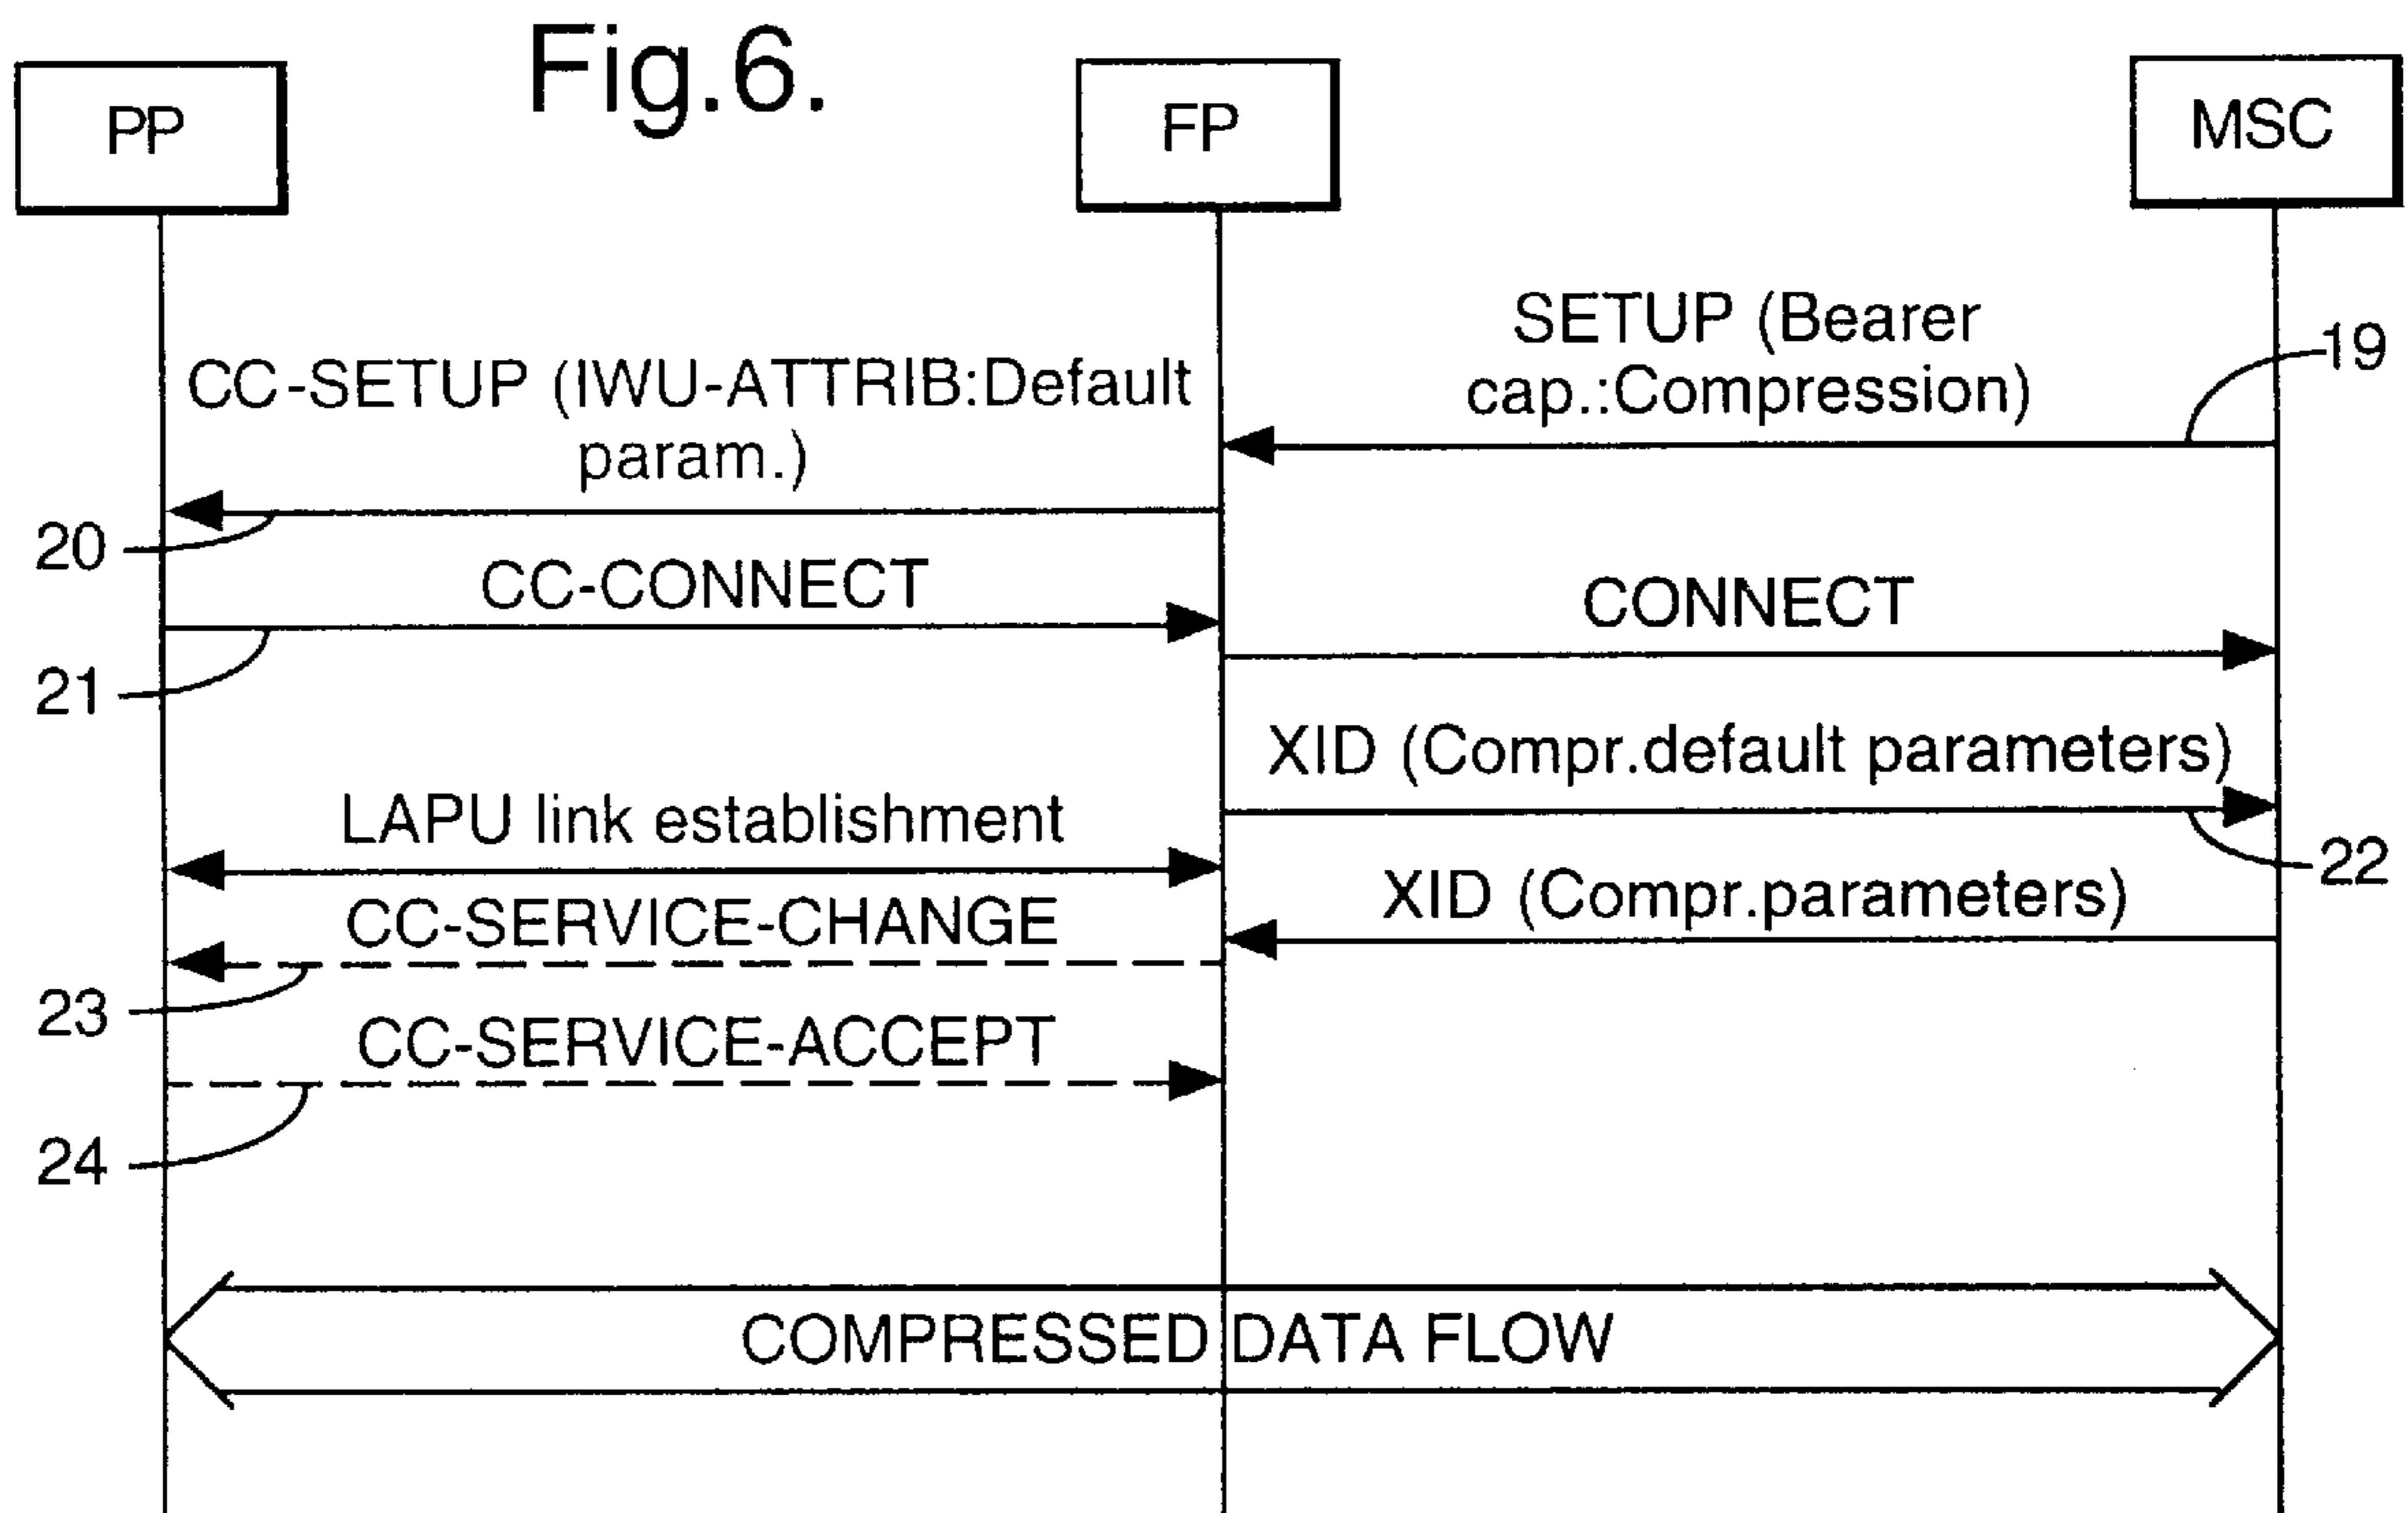 Fig.6.
PP
FP
MSC
SETUP (Bearer
cap.::Compression)
19
CC-SETUP (IWU-ATTRIB:Default
param.)
20
CC-CONNECT
CONNECT
21
XID (Compr.default parameters)
LAPU link establishment
22
XID (Compr.parameters)
CC-SERVICE-CHANGE
23
CC-SERVICE-ACCEPT
24
COMPRESSED DATA FLOW